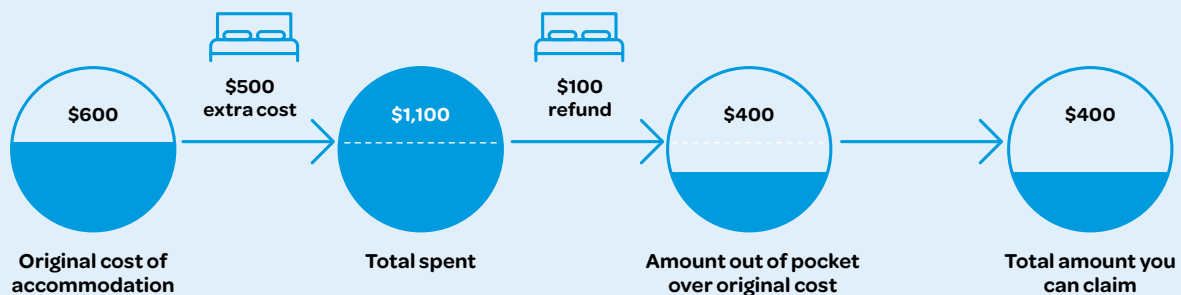 $600
$500
extra cost
$1,100
$100
refund
$400
$400
Original cost of
accommodation
Total spent
Amount out of pocket
over original cost
Total amount you
can claim